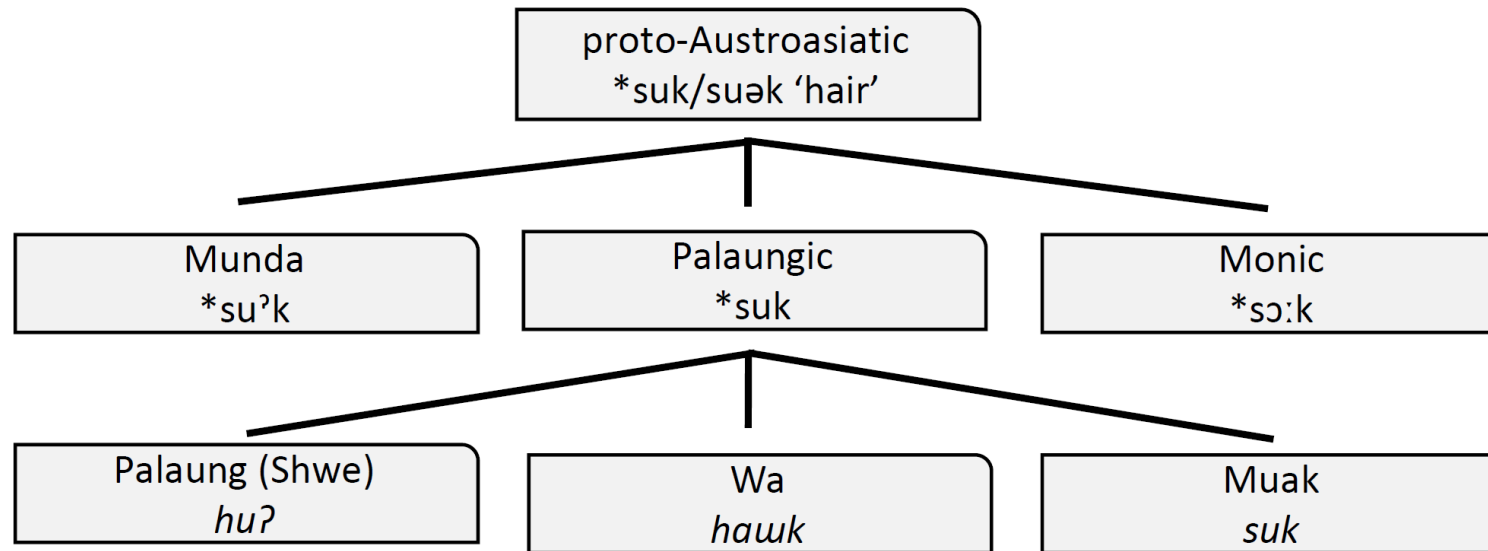 proto-Austroasiatic
*suk/suək ‘hair’
Munda
*suˀk
Palaungic
*suk
Monic
*sɔːk
Palaung (Shwe)
huʔ
Wa
haɯk
Muak
suk